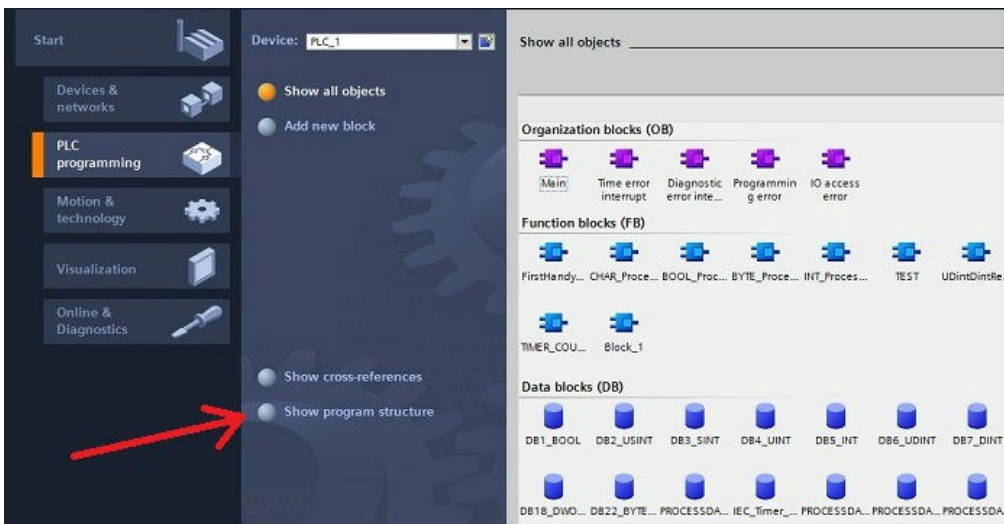 Start
Devices &
networks
PLC
programming
Motion &
technology
Visualization
Online &
Diagnostics
Device: PLC_1
Show all objects
Add new block
Show cross-references
Show program structure
Show all objects
Organization blocks (OB)
Main
Time error
interrupt
Diagnostic
error inte...
Programmin
g error
IO access
error
Function blocks (FB)
FirstHandy... CHAR_Proce... BOOL_Proc... BYTE_Proce... INT_Proces... TEST UDintDintRe
TIMER_COU... Block_1
Data blocks (DB)
DB1_BOOL DB2_USINT DB3_SINT DB4_UINT DB5_INT DB6_UDINT DB7_DINT
DB18_DWO... DB22_BYTE... PROCESSDA... IEC_Timer_... PROCESSDA... PROCESSDA... PROCESSDA